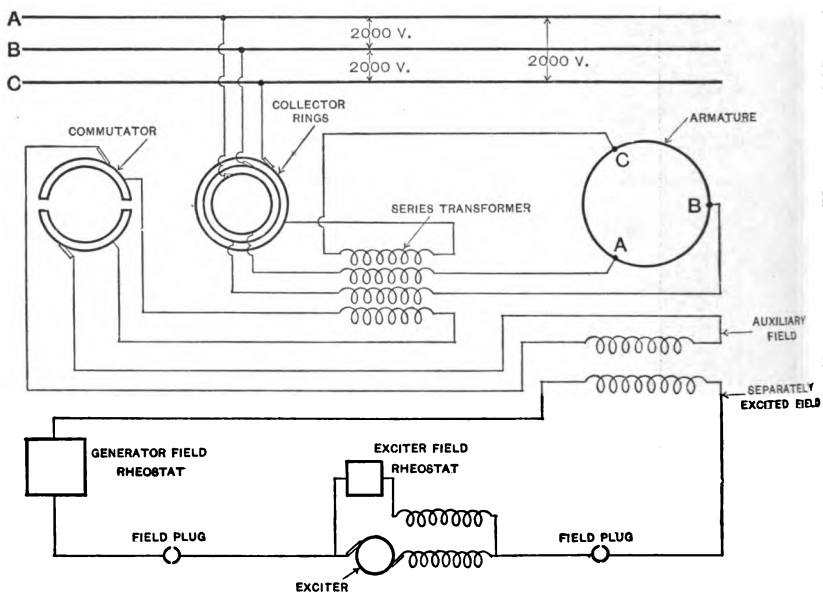 A
2000 V.
B
2000 V.
2000 V.
C
COLLECTOR
RINGS
COMMUTATOR
ARMATURE
C
B
A
SERIES TRANSFORMER
AUXILIARY
FIELD
SEPARATELY
EXCITED FIELD
GENERATOR FIELD
RHEOSTAT
EXCITER FIELD
RHEOSTAT
FIELD PLUG
FIELD PLUG
EXCITER